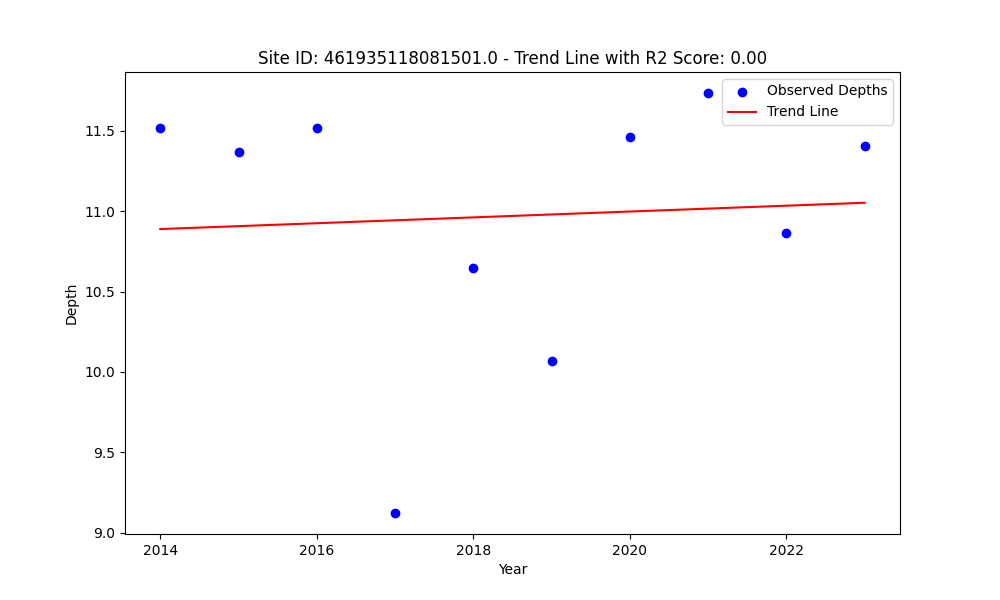 Site ID: 461935118081501.0 - Trend Line with R2 Score: 0.00
Observed Depths
Trend Line
11.5
11.0
10.5
10.0
9.5
9.0
Depth
2014
2016
2018
2020
2022
Year